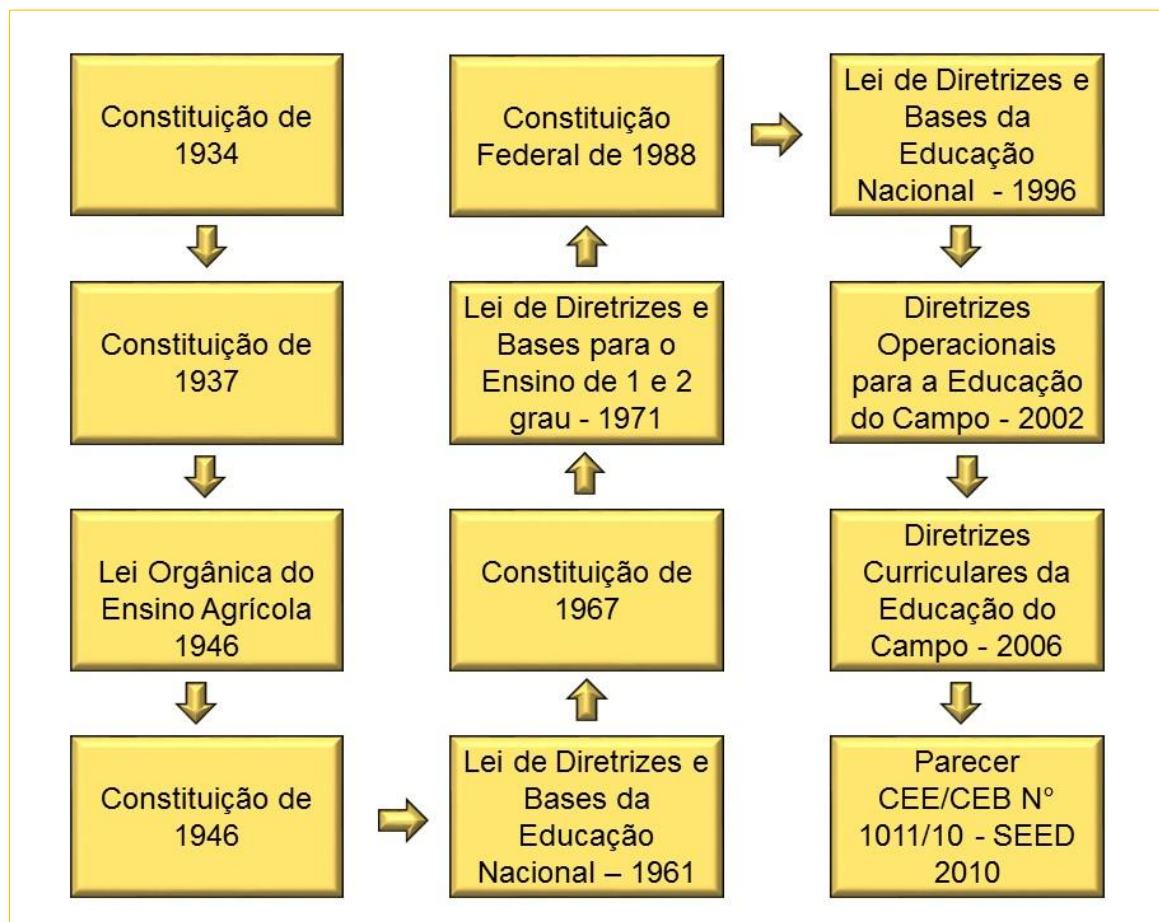 Constituição de
1934
Constituição de
1937
Lei Orgânica do
Ensino Agrícola
1946
Constituição de
1946
Lei de Diretrizes e
Bases da
Educação
Nacional – 1961
Constituição de
1967
Lei de Diretrizes e
Bases para o
Ensino de 1 e 2
grau - 1971
Constituição
Federal de 1988
Lei de Diretrizes e
Bases da
Educação
Nacional - 1996
Diretrizes
Operacionais
para a Educação
do Campo - 2002
Diretrizes
Curriculares da
Educação do
Campo - 2006
Parecer
CEE/CEB N°
1011/10 - SEED
2010